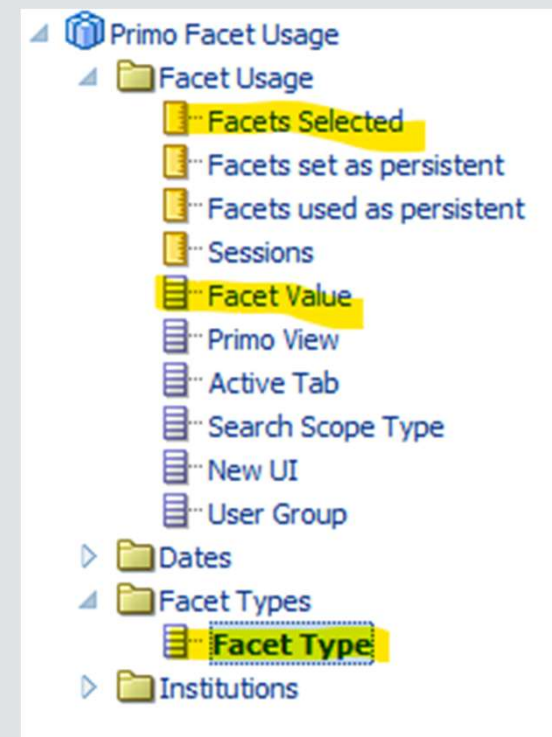 Primo Facet Usage
Facet Usage
Facets Selected
Facets set as persistent
Facets used as persistent
Sessions
Facet Value
Primo View
Active Tab
Search Scope Type
New UI
User Group
Dates
Facet Types
Facet Type
Institutions